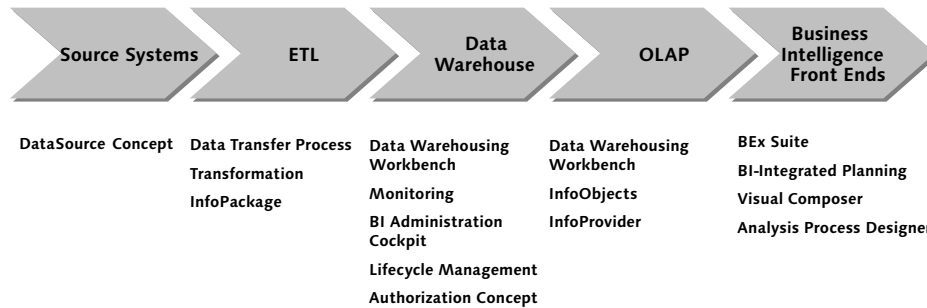 Source Systems
ETL
Data
Warehouse
OLAP
Business
Intelligence
Front Ends
DataSource Concept
Data Transfer Process
Transformation
InfoPackage
Data Warehousing
Workbench
Monitoring
BI Administration
Cockpit
Lifecycle Management
Authorization Concept
Data Warehousing
Workbench
InfoObjects
InfoProvider
BEx Suite
BI-Integrated Planning
Visual Composer
Analysis Process Designer